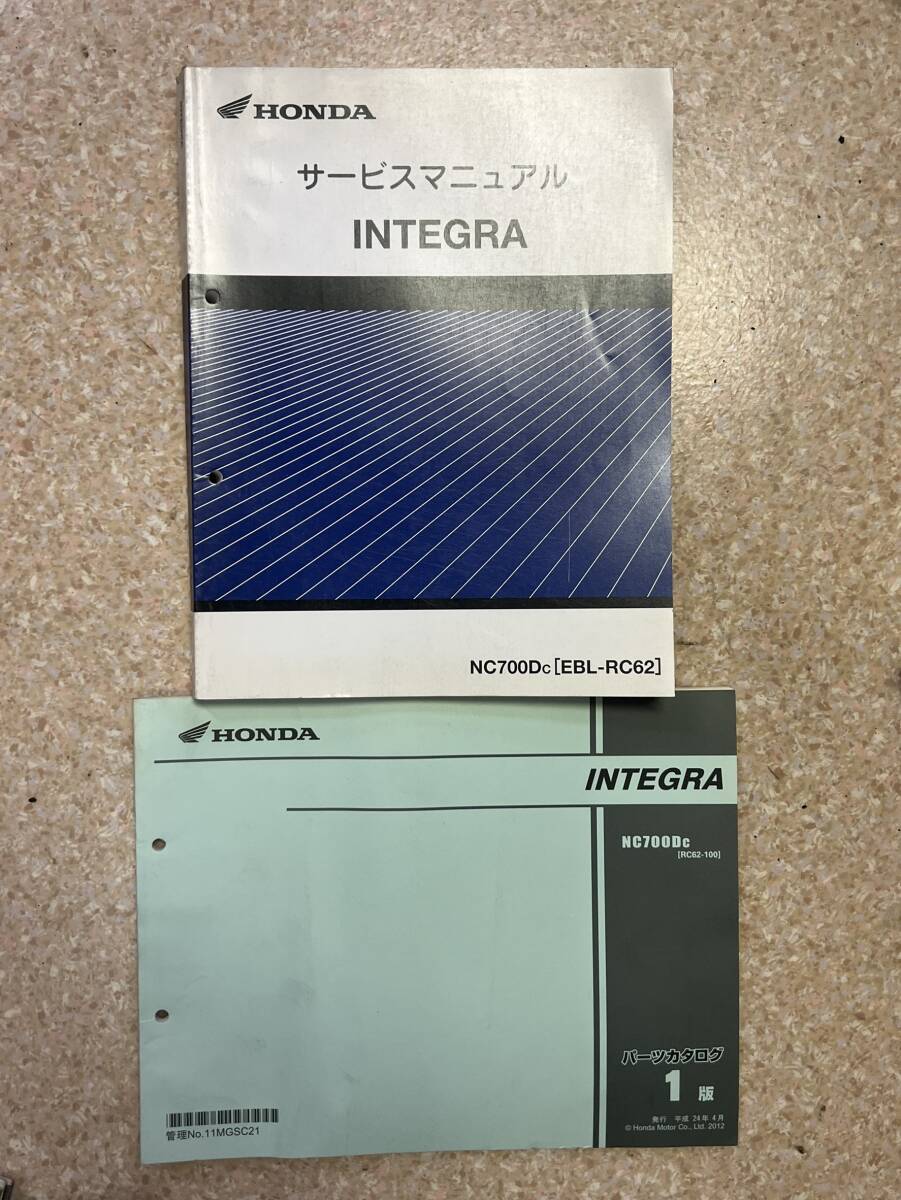 HONDA
サービスマニュアル
INTEGRA
NC700Dc [EBL-RC62]
HONDA
INTEGRA
NC700Dc
[RC62-100]
パーツカタログ
1版
発行 平成 24年 4月
© Honda Motor Co., Ltd. 2012
管理No.11MGSC21